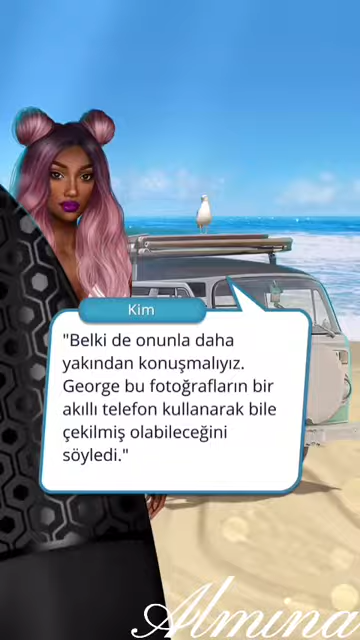 Kim
"Belki de onunla daha
yakından konuşmalıyız.
George bu fotoğrafların bir
akıllı telefon kullanarak bile
çekilmiş olabileceğini
söyledi."
Almina